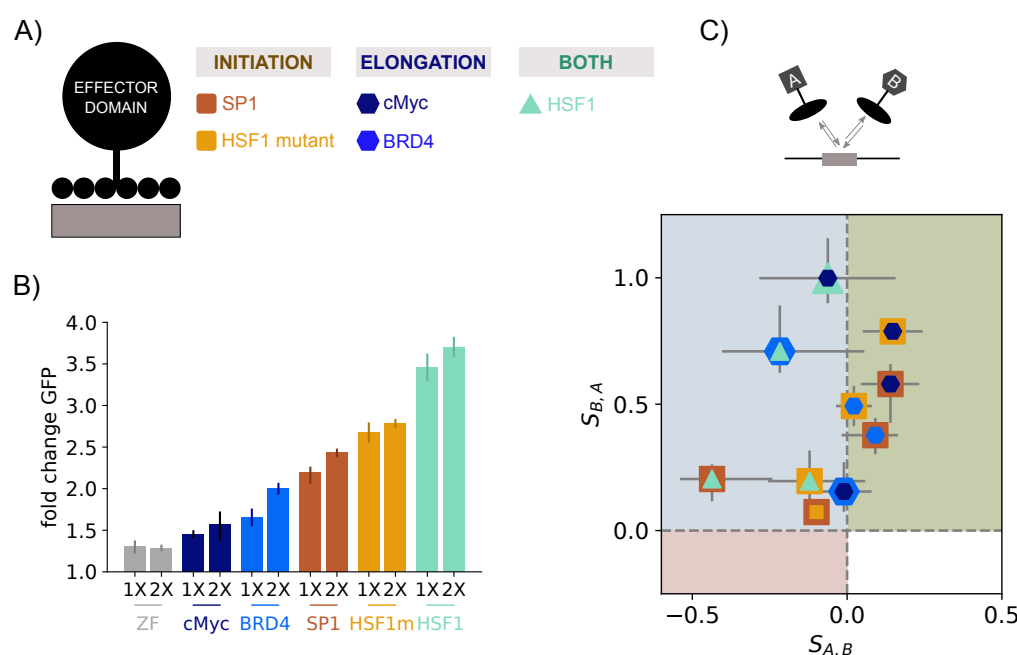 A)
EFFECTOR
DOMAIN
INITIATION
SP1
HSF1 mutant
ELONGATION
cMyc
BRD4
BOTH
HSF1
B)
fold change GFP
4.0
3.5
3.0
2.5
2.0
1.5
1.0
1X 2X 1X 2X 1X 2X 1X 2X 1X 2X 1X 2X
ZF cMyc BRD4 SP1 HSF1m HSF1
C)
A
B
S_{B,A}
1.0
0.5
0.0
−0.5 0.0 0.5
S_{A,B}